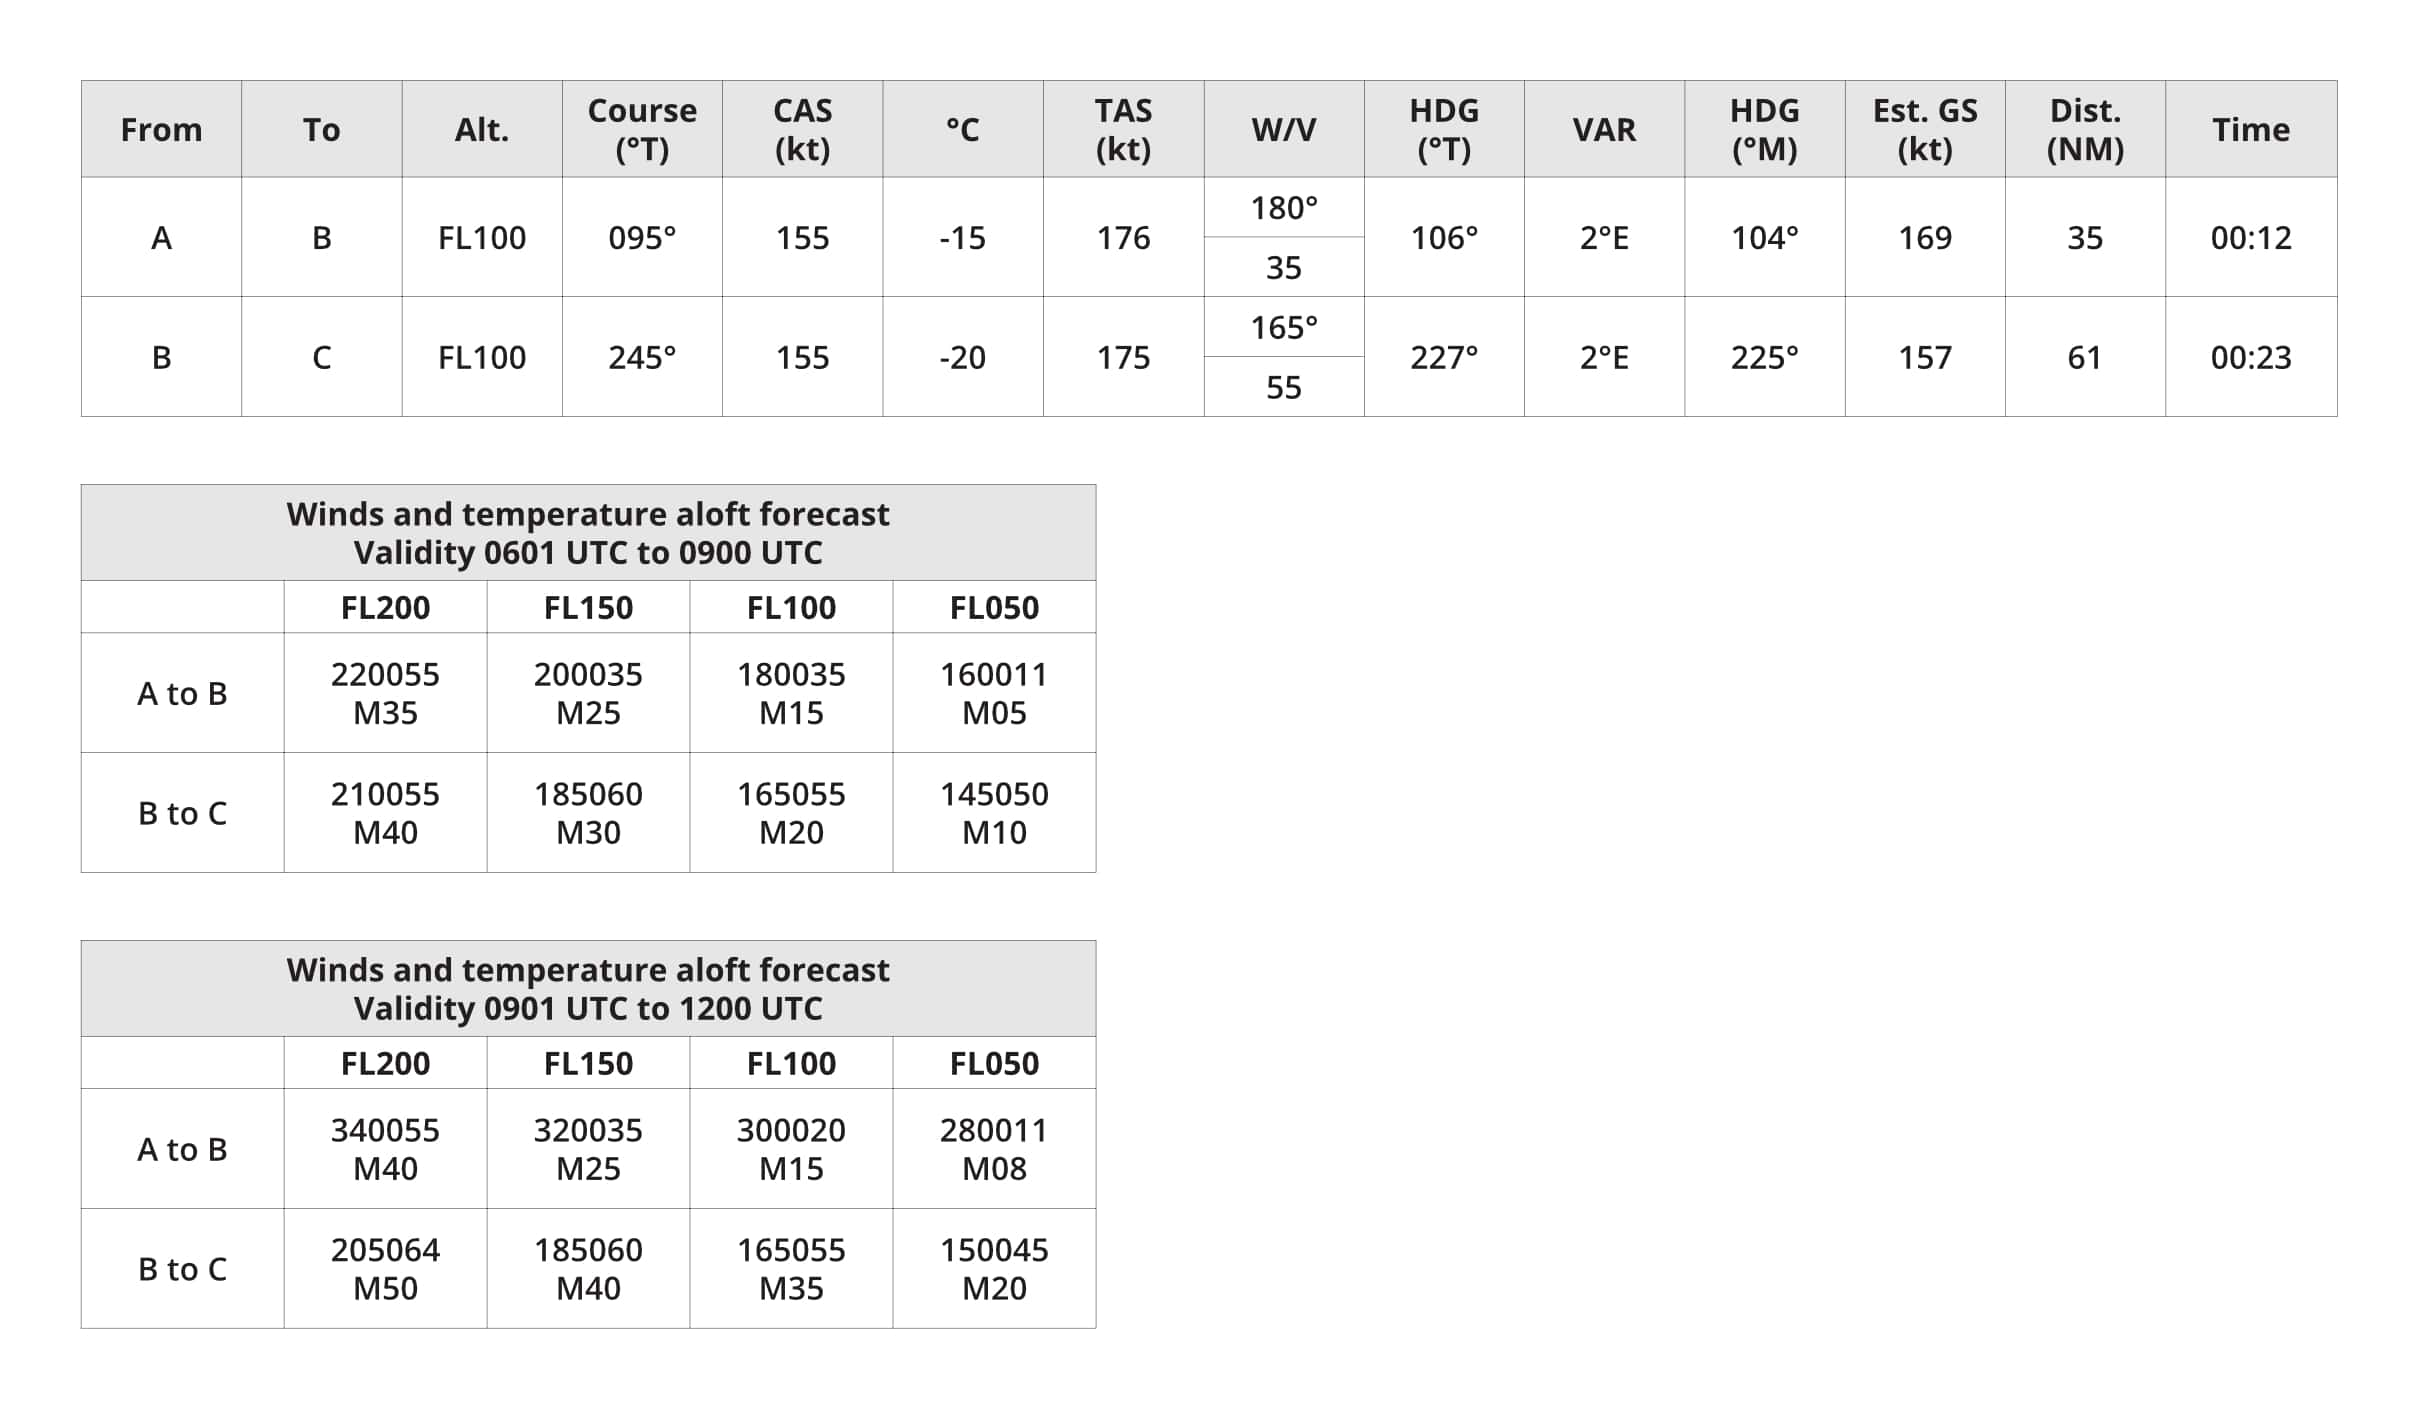 From To Alt. Course (°T) CAS (kt) °C TAS (kt) W/V HDG (°T) VAR HDG (°M) Est. GS (kt) Dist. (NM) Time
A B FL100 095° 155 -15 176 180° 35 106° 2°E 104° 169 35 00:12
B C FL100 245° 155 -20 175 165° 55 227° 2°E 225° 157 61 00:23
Winds and temperature aloft forecast
Validity 0601 UTC to 0900 UTC
FL200 FL150 FL100 FL050
A to B 220055 M35 200035 M25 180035 M15 160011 M05
B to C 210055 M40 185060 M30 165055 M20 145050 M10
Winds and temperature aloft forecast
Validity 0901 UTC to 1200 UTC
FL200 FL150 FL100 FL050
A to B 340055 M40 320035 M25 300020 M15 280011 M08
B to C 205064 M50 185060 M40 165055 M35 150045 M20